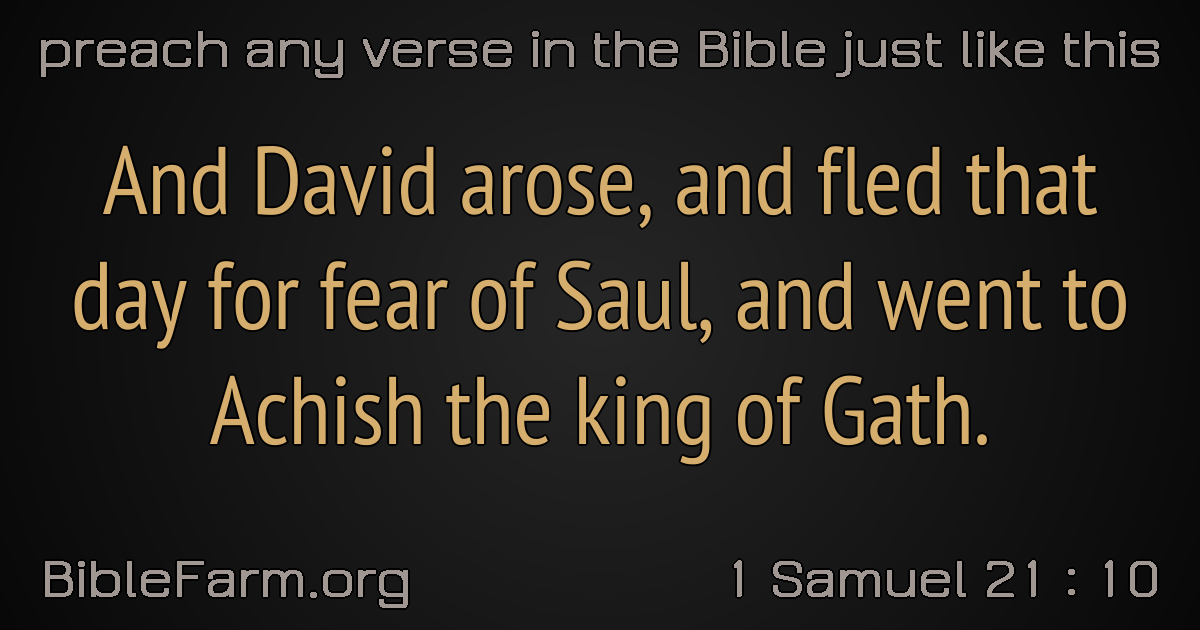 preach any verse in the Bible just like this
And David arose, and fled that
day for fear of Saul, and went to
Achish the king of Gath.
BibleFarm.org
1 Samuel 21 : 10